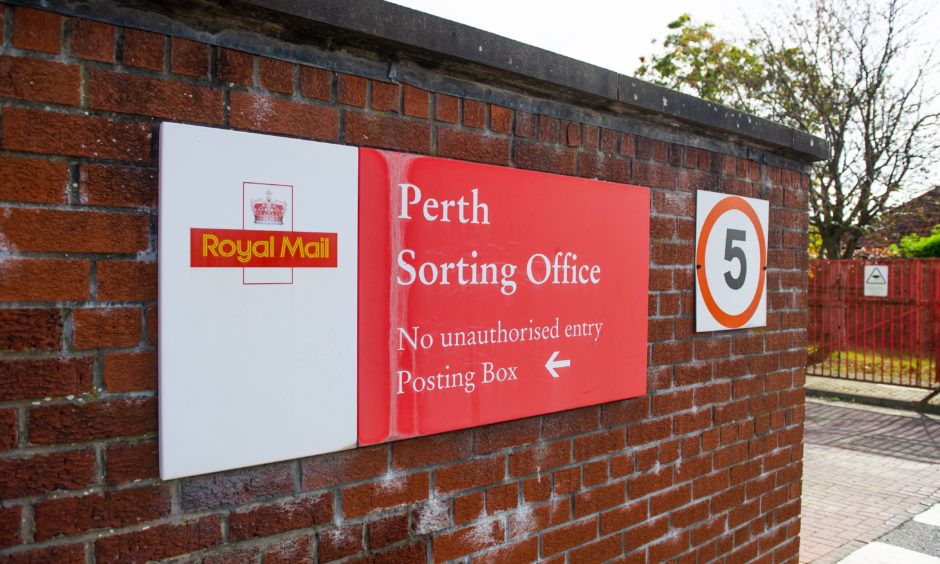 Royal Mail
Perth
Sorting Office
No unauthorised entry
Posting Box ←
5